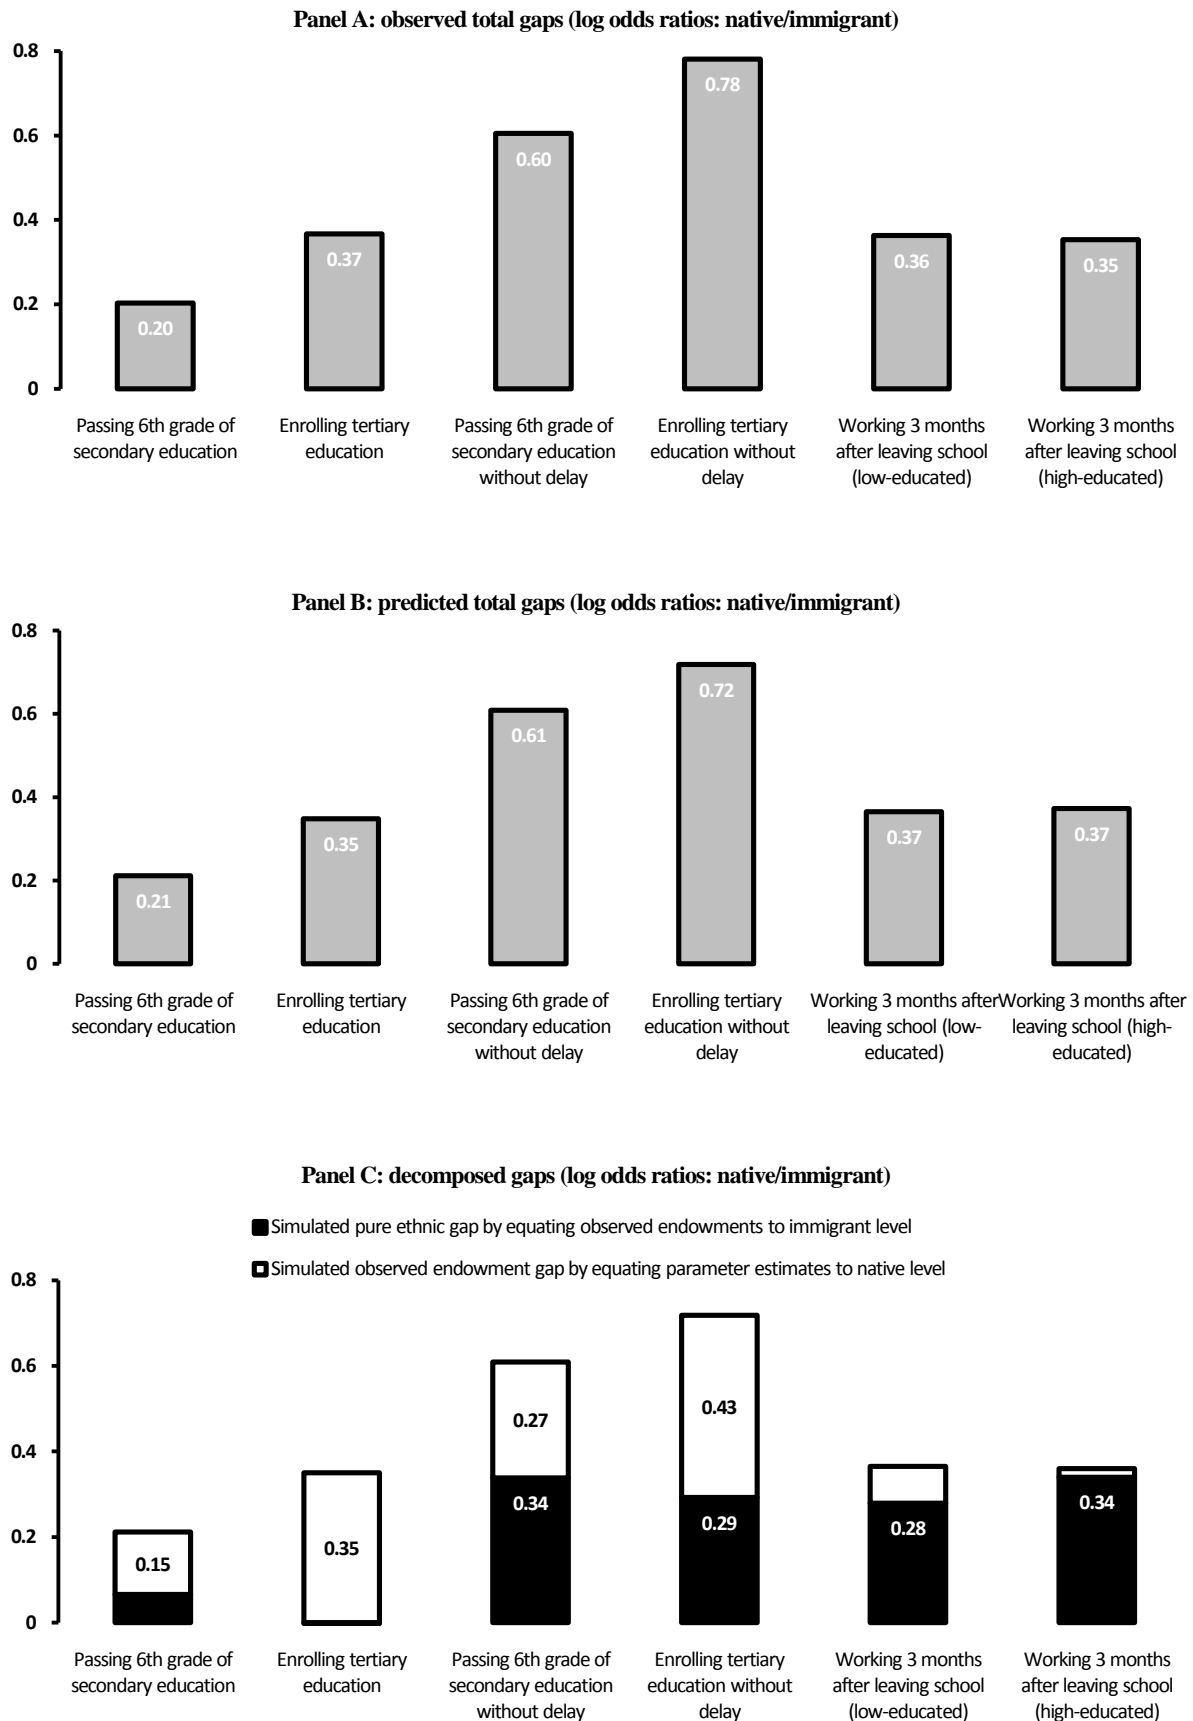 Panel A: observed total gaps (log odds ratios: native/immigrant)
0.8
0.6
0.4
0.2
0
0.20
0.37
0.60
0.78
0.36
0.35
Passing 6th grade of
secondary education
Enrolling tertiary
education
Passing 6th grade of
secondary education
without delay
Enrolling tertiary
education without
delay
Working 3 months
after leaving school
(low-educated)
Working 3 months
after leaving school
(high-educated)
Panel B: predicted total gaps (log odds ratios: native/immigrant)
0.8
0.6
0.4
0.2
0
0.21
0.35
0.61
0.72
0.37
0.37
Passing 6th grade of
secondary education
Enrolling tertiary
education
Passing 6th grade of
secondary education
without delay
Enrolling tertiary
education without
delay
Working 3 months after
leaving school (low-
educated)
Working 3 months after
leaving school (high-
educated)
Panel C: decomposed gaps (log odds ratios: native/immigrant)
Simulated pure ethnic gap by equating observed endowments to immigrant level
Simulated observed endowment gap by equating parameter estimates to native level
0.8
0.6
0.4
0.2
0
0.15
0.35
0.27
0.34
0.43
0.29
0.28
0.34
Passing 6th grade of
secondary education
Enrolling tertiary
education
Passing 6th grade of
secondary education
without delay
Enrolling tertiary
education without
delay
Working 3 months
after leaving school
(low-educated)
Working 3 months
after leaving school
(high-educated)